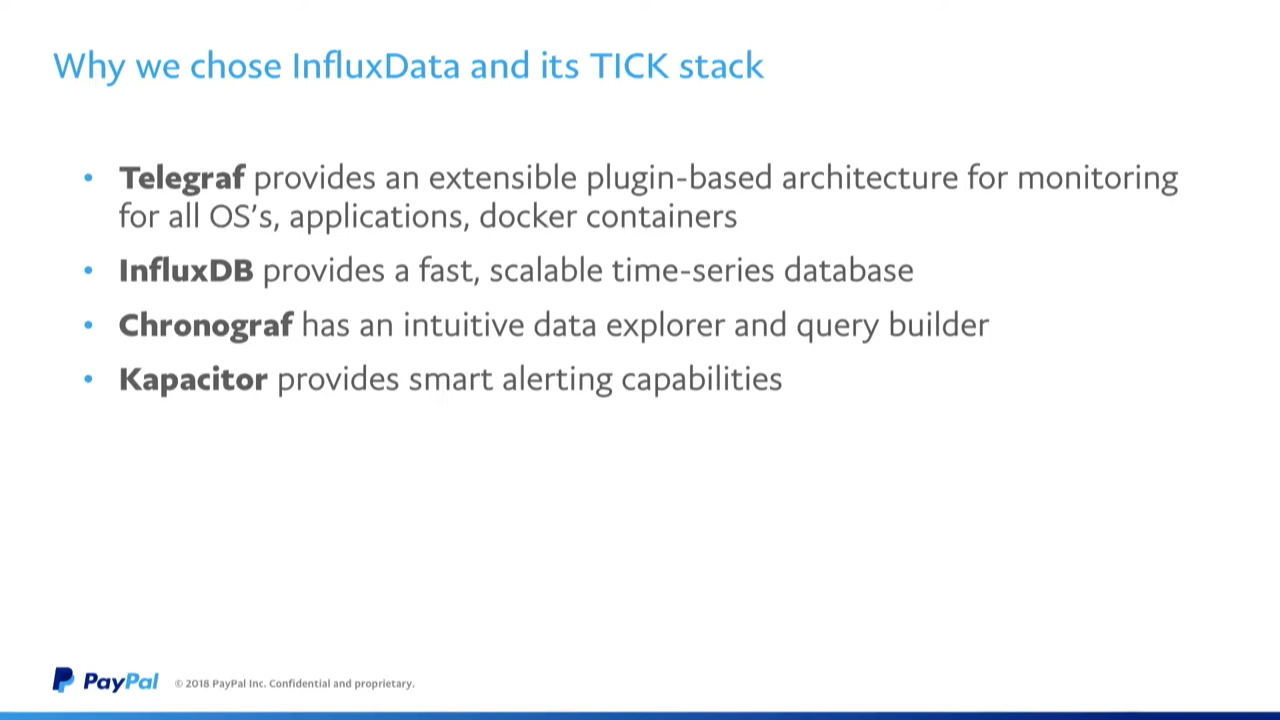 Why we chose InfluxData and its TICK stack
• Telegraf provides an extensible plugin-based architecture for monitoring
for all OS's, applications, docker containers
• InfluxDB provides a fast, scalable time-series database
• Chronograf has an intuitive data explorer and query builder
• Kapacitor provides smart alerting capabilities
PayPal © 2018 PayPal Inc. Confidential and proprietary.